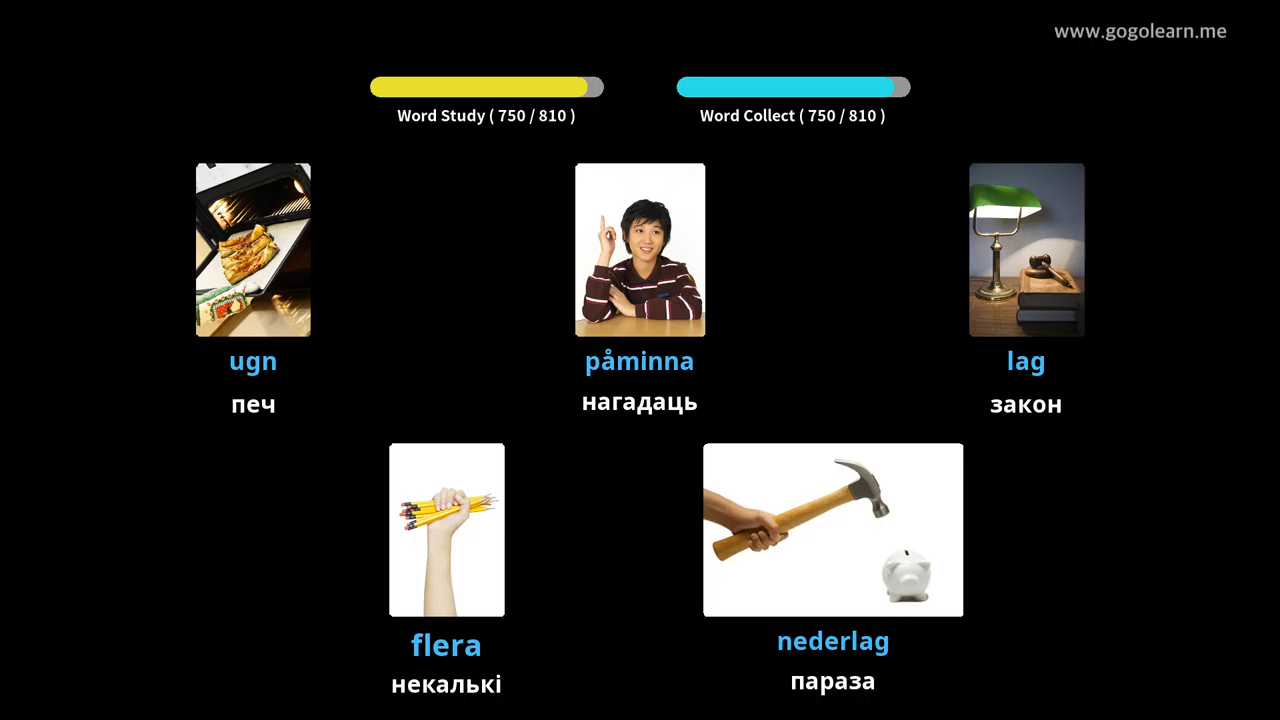 www.gogolearn.me
Word Study ( 750 / 810 )
Word Collect ( 750 / 810 )
ugn
påminna
lag
печ
нагадаць
закон
flera
nederlag
некалькі
параза